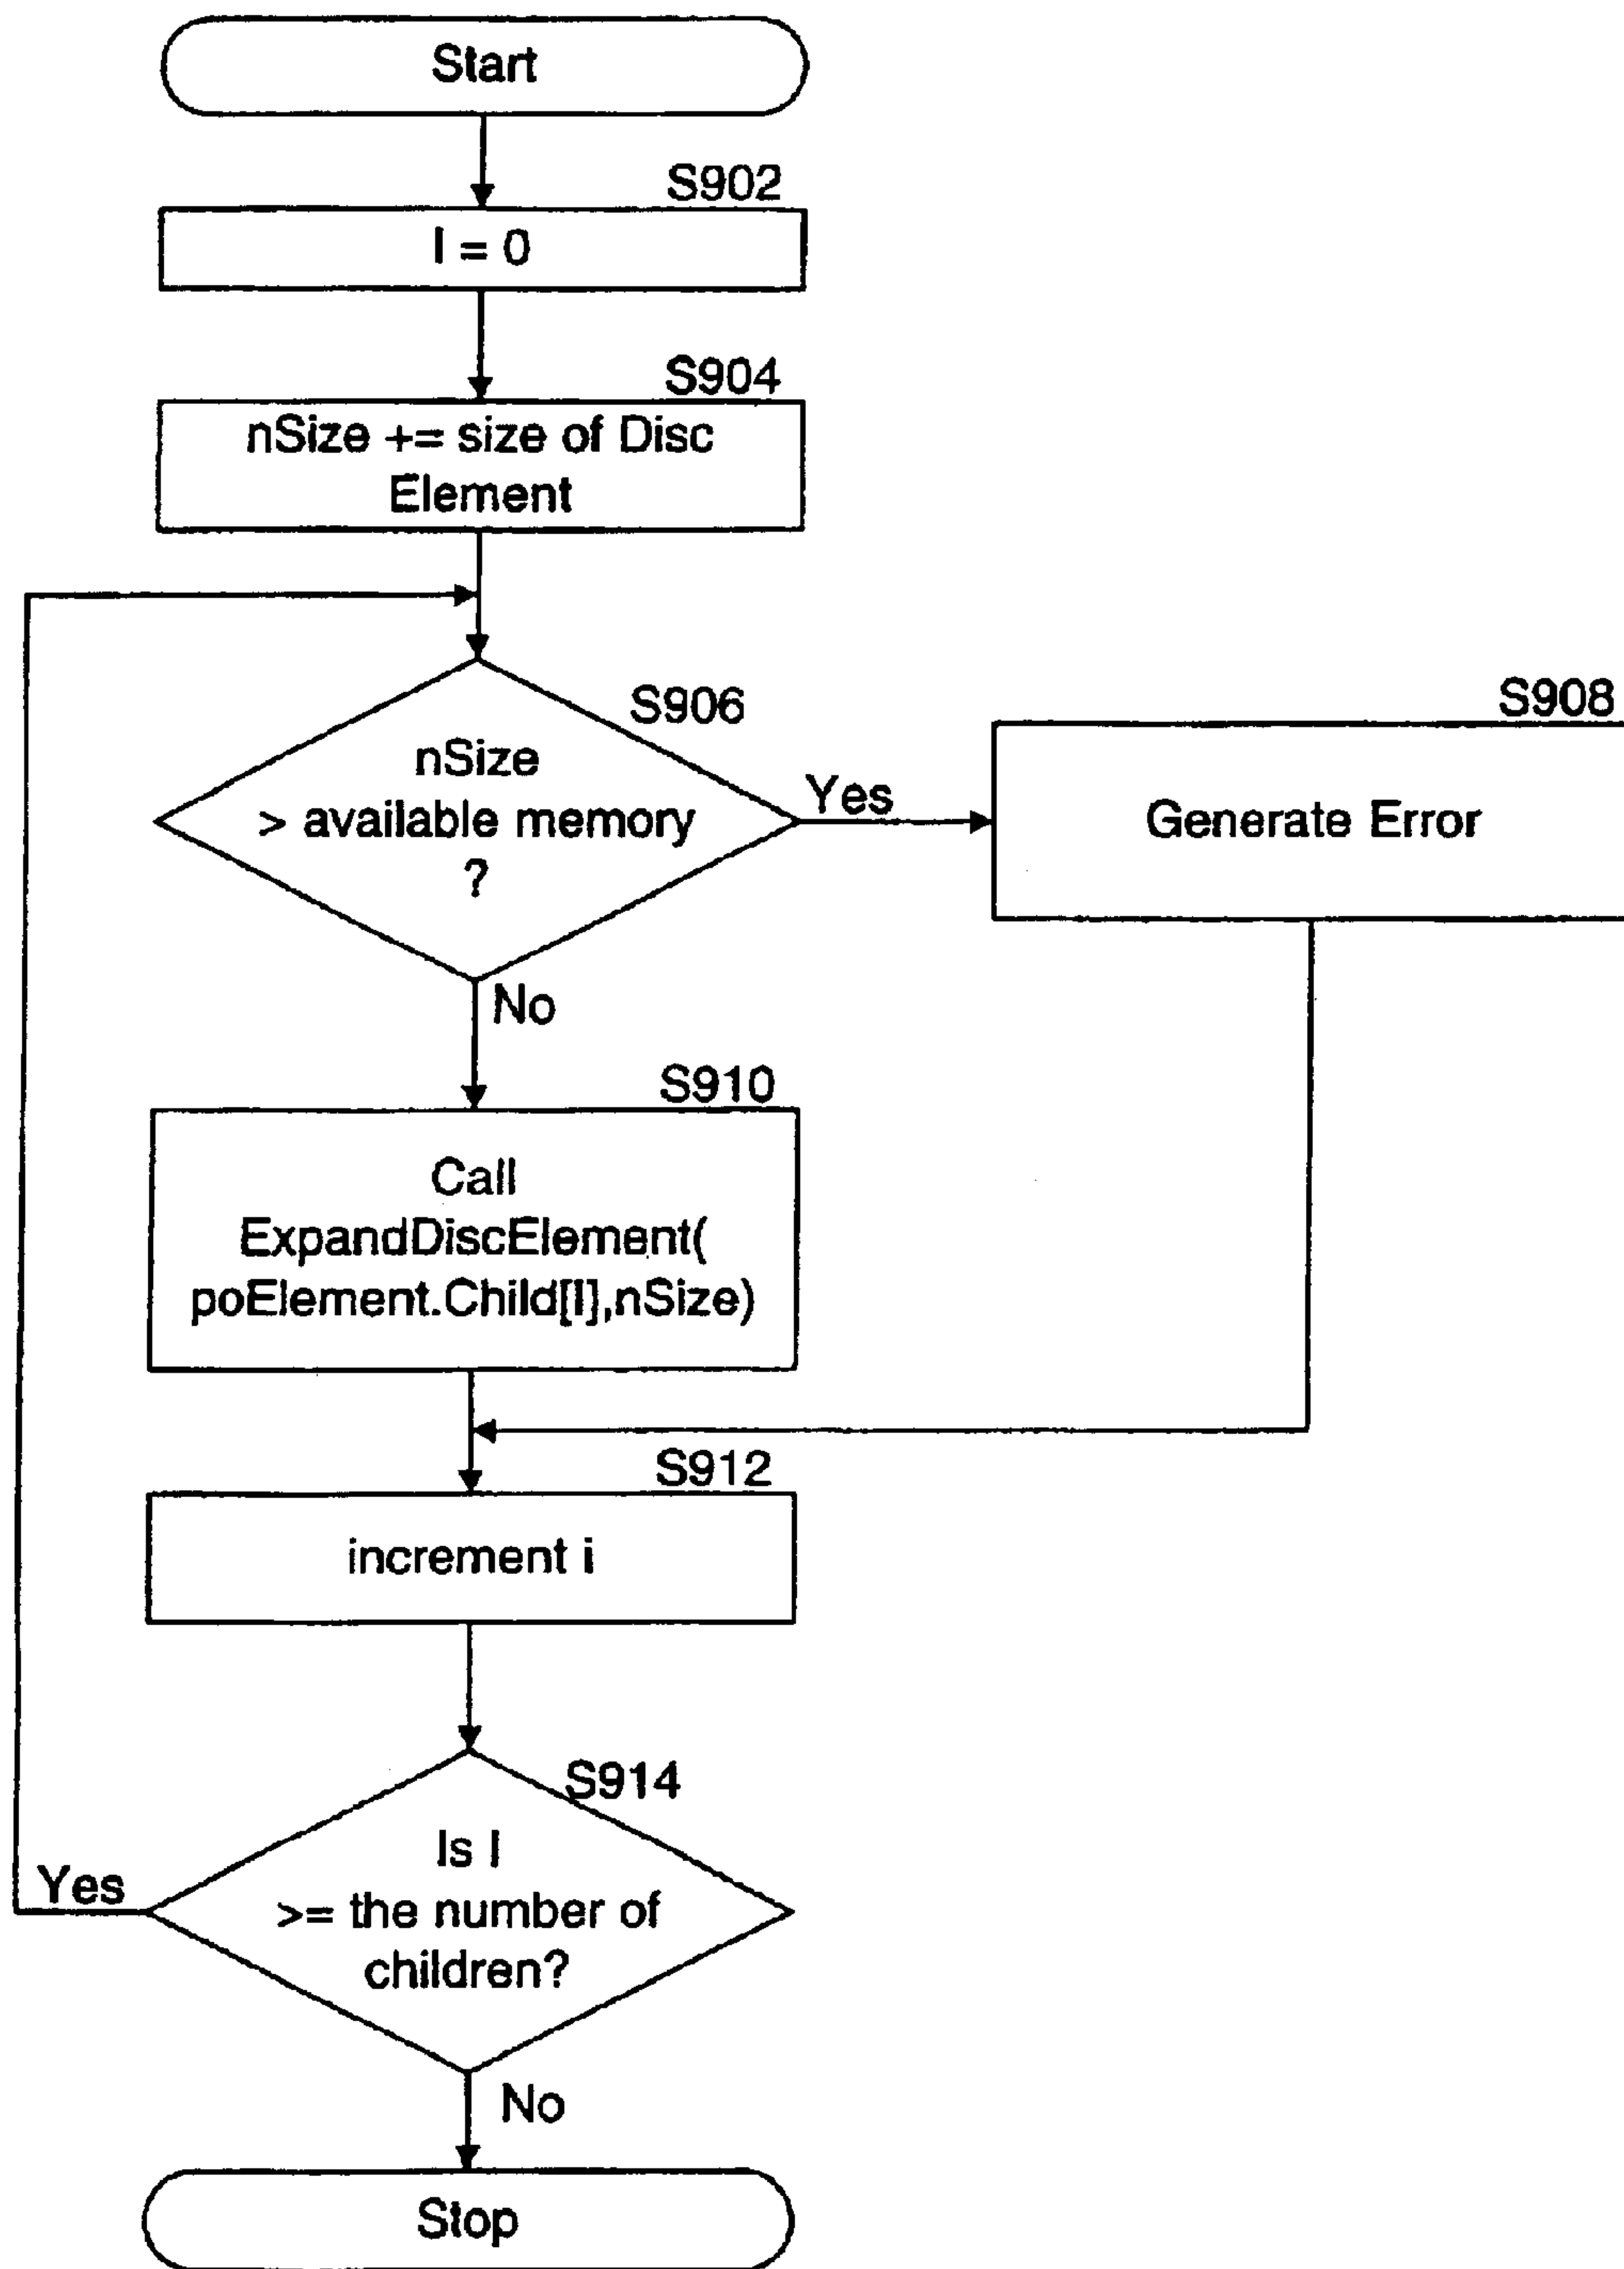 Start
S902
I = 0
S904
nSize += size of Disc
Element
S906
nSize
> available memory
?
Yes
S908
Generate Error
No
S910
Call
ExpandDiscElement(
poElement.Child[I],nSize)
S912
increment i
S914
Is I
>= the number of
children?
Yes
No
Stop